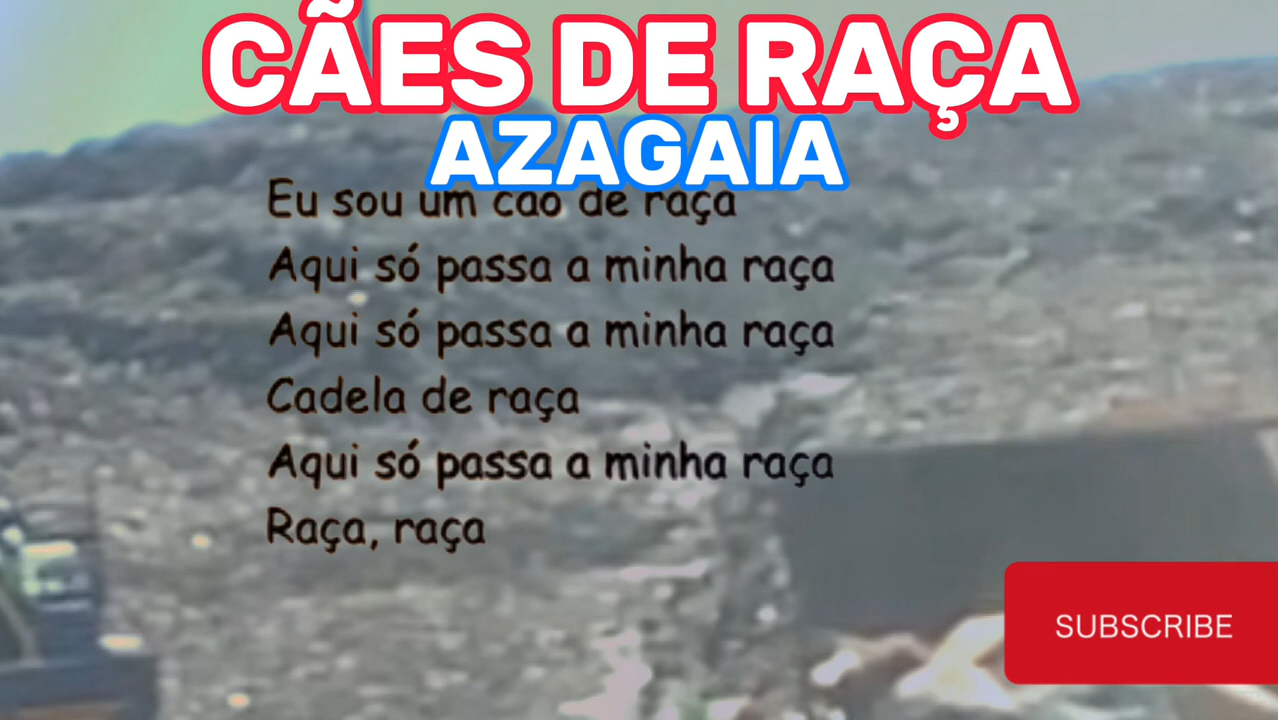 CÃES DE RAÇA
AZAGAIA
Eu sou um cão de raça
Aqui só passa a minha raça
Aqui só passa a minha raça
Cadela de raça
Aqui só passa a minha raça
Raça, raça
SUBSCRIBE